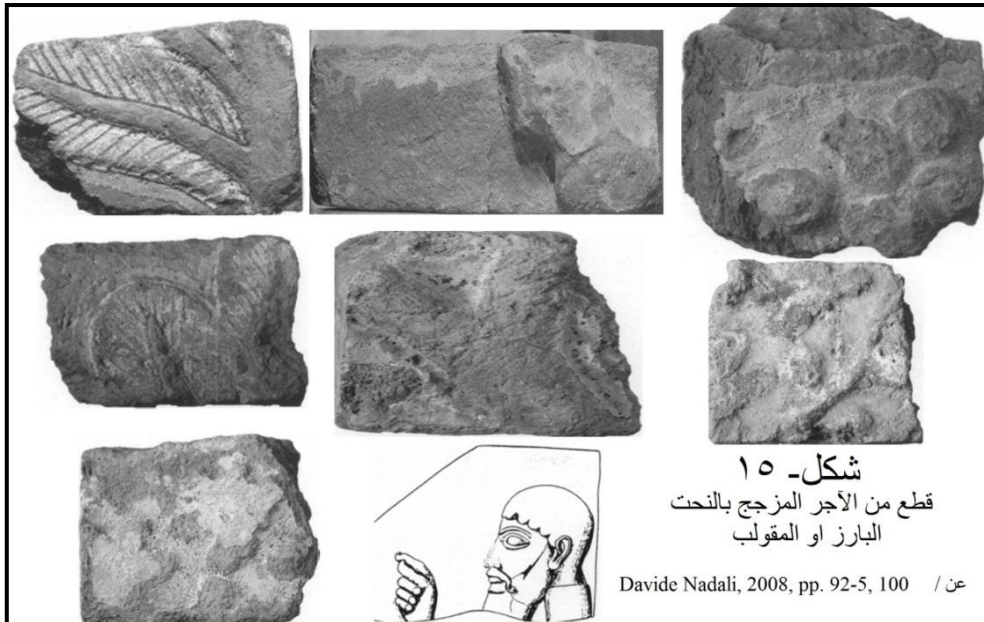 شكل- ١٥
قطع من الآجر المزجج بالنحت
البارز او المقولب
عن / Davide Nadali, 2008, pp. 92-5, 100